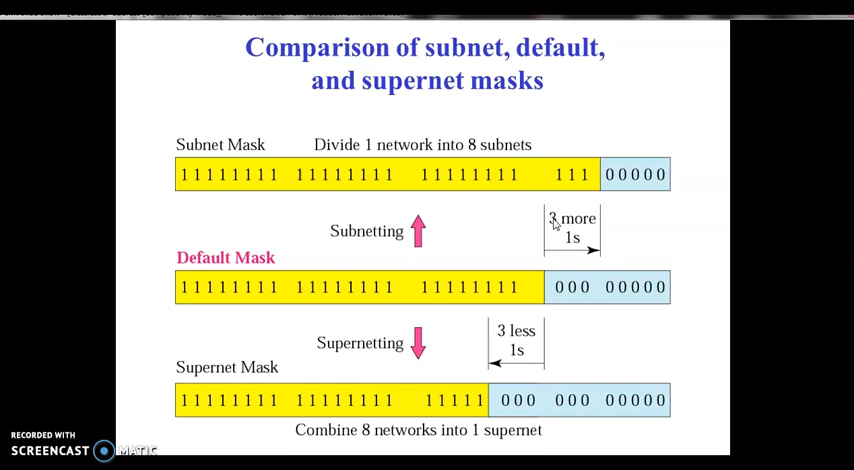 Comparison of subnet, default,
and supernet masks
Subnet Mask Divide 1 network into 8 subnets
11111111 11111111 11111111 111 00000
Subnetting
3 more
1s
Default Mask
11111111 11111111 11111111 000 00000
Supernetting
3 less
1s
Supernet Mask
11111111 11111111 11111 000 000 00000
Combine 8 networks into 1 supernet
RECORDED WITH
SCREENCAST MATIC